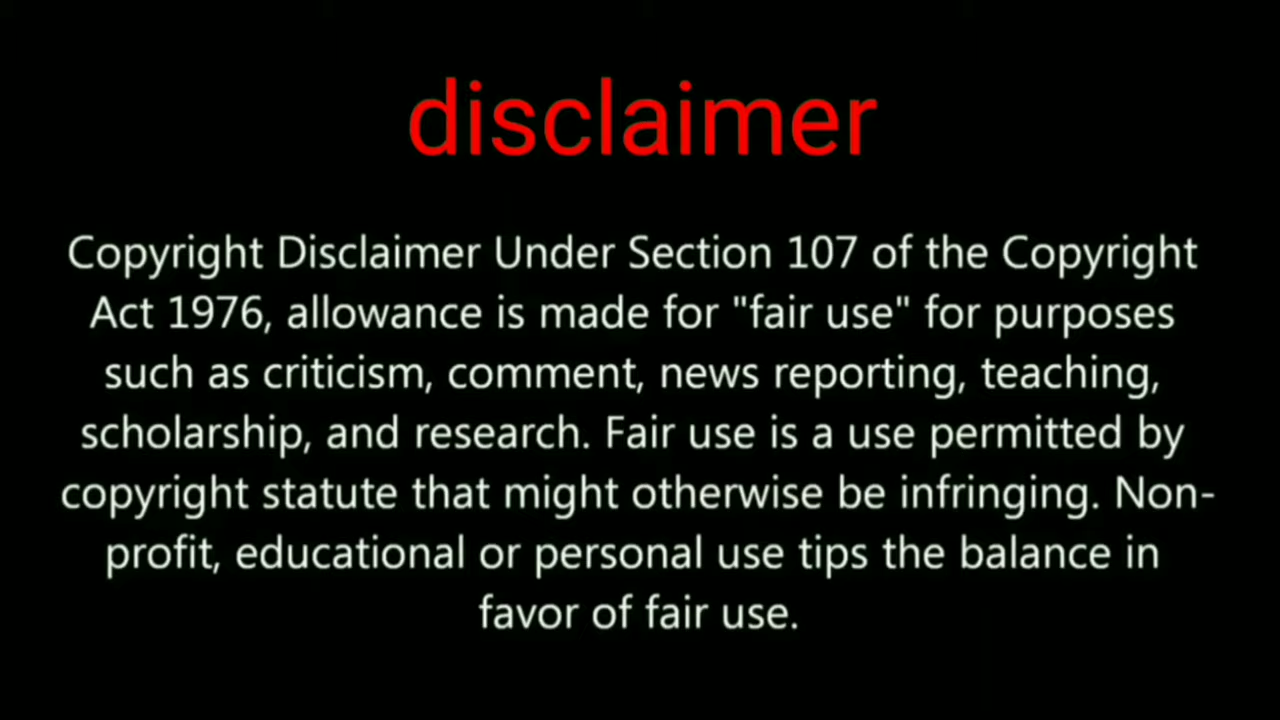 disclaimer
Copyright Disclaimer Under Section 107 of the Copyright
Act 1976, allowance is made for "fair use" for purposes
such as criticism, comment, news reporting, teaching,
scholarship, and research. Fair use is a use permitted by
copyright statute that might otherwise be infringing. Non-
profit, educational or personal use tips the balance in
favor of fair use.